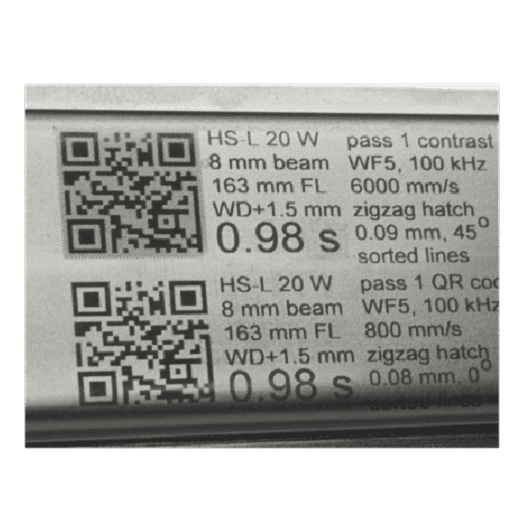 HS-L 20 W
8 mm beam
163 mm FL
WD+1.5 mm
0.98 s
pass 1 contrast
WF5, 100 kHz
6000 mm/s
zigzag hatch
0.09 mm, 45°
sorted lines
HS-L 20 W
8 mm beam
163 mm FL
WD+1.5 mm
0.98 s
pass 1 QR
WF5, 100 kHz
800 mm/s
zigzag hatch
0.08 mm, 0°
sorted lines